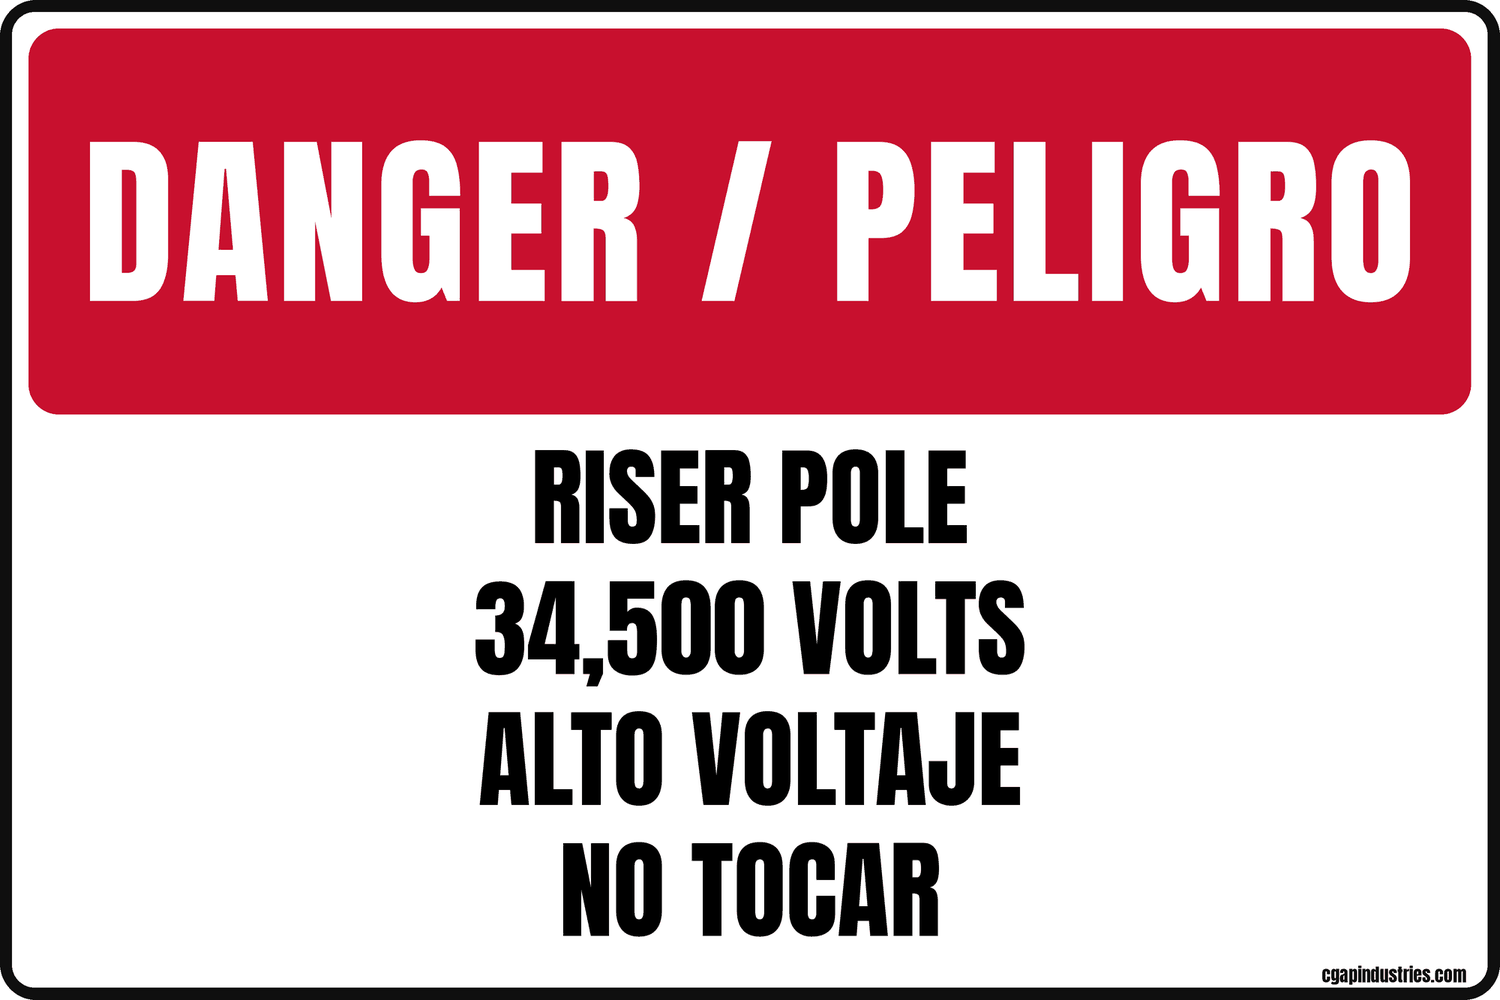 DANGER / PELIGRO
RISER POLE
34,500 VOLTS
ALTO VOLTAJE
NO TOCAR
cgapindustries.com